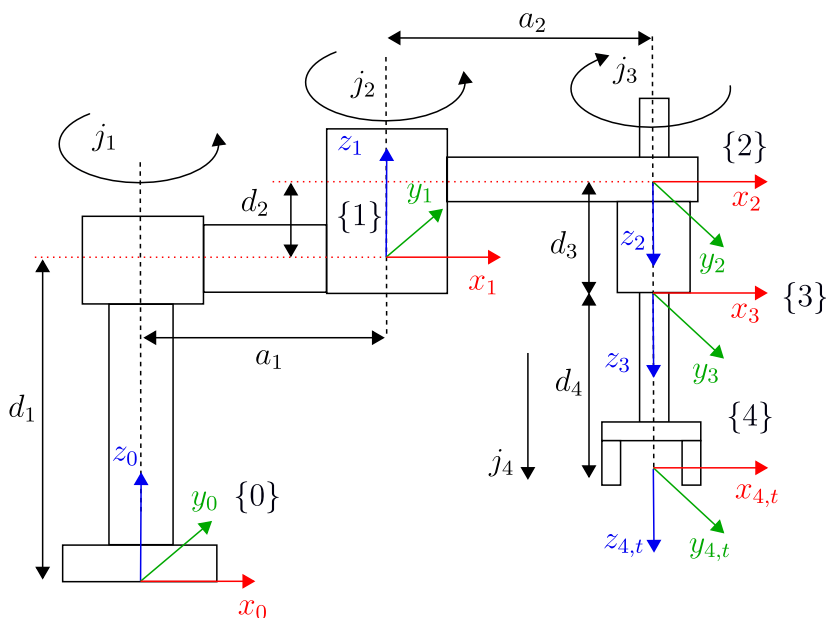 a₂
j₁
j₂
j₃
z₁
y₁
{2}
x₂
d₂
{1}
d₃
z₂
y₂
x₁
x₃
{3}
a₁
d₁
z₃
y₃
d₄
{4}
z₀
y₀
{0}
j₄
x₄,ₜ
z₄,ₜ
y₄,ₜ
x₀